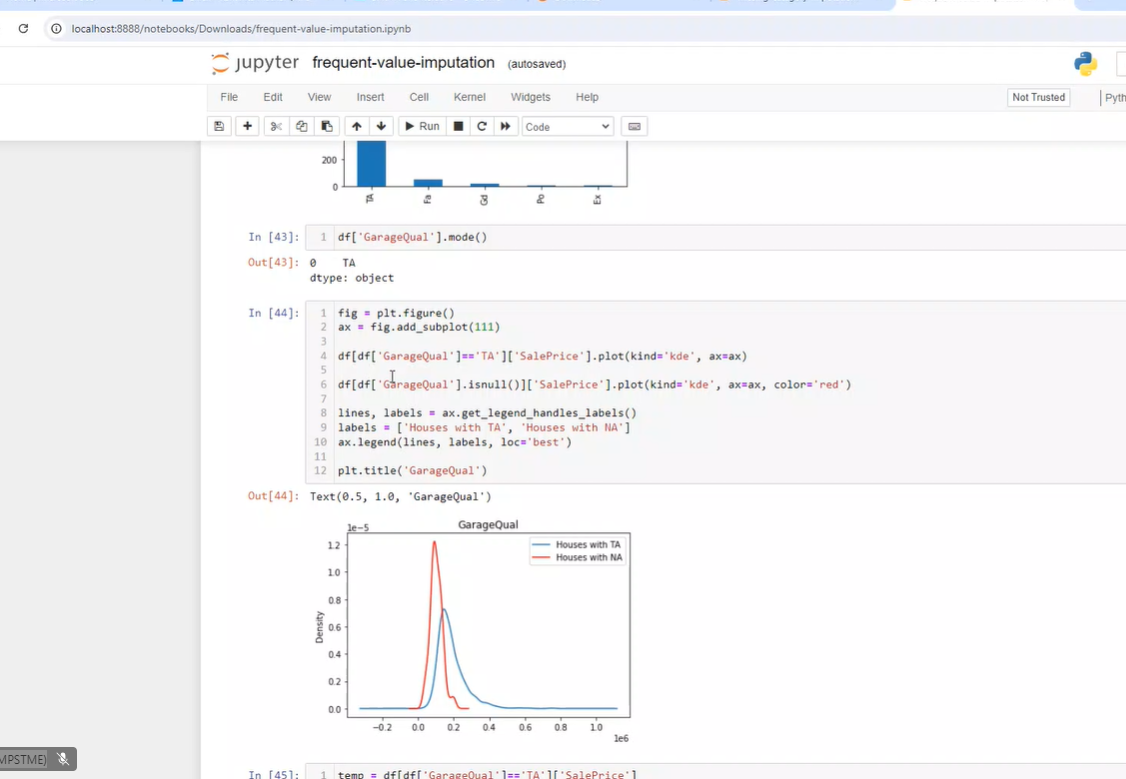 localhost:8888/notebooks/Downloads/frequent-value-imputation.ipynb
jupyter frequent-value-imputation (autosaved)
File Edit View Insert Cell Kernel Widgets Help
Not Trusted
Pyth
Run
Code
200
0
TA Fa Gd Po Ex
In [43]: 1 df['GarageQual'].mode()
Out[43]: 0 TA
dtype: object
In [44]: 1 fig = plt.figure()
2 ax = fig.add_subplot(111)
3
4 df[df['GarageQual']=='TA']['SalePrice'].plot(kind='kde', ax=ax)
5
6 df[df['GarageQual'].isnull()]['SalePrice'].plot(kind='kde', ax=ax, color='red')
7
8 lines, labels = ax.get_legend_handles_labels()
9 labels = ['Houses with TA', 'Houses with NA']
10 ax.legend(lines, labels, loc='best')
11
12 plt.title('GarageQual')
Out[44]: Text(0.5, 1.0, 'GarageQual')
1e-5 GarageQual
Houses with TA
Houses with NA
1.2
1.0
0.8
0.6
0.4
0.2
0.0
Density
-0.2 0.0 0.2 0.4 0.6 0.8 1.0
1e6
MPSTME)
In [45]: 1 temp = df[df['GarageQual']=='TA']['SalePrice']